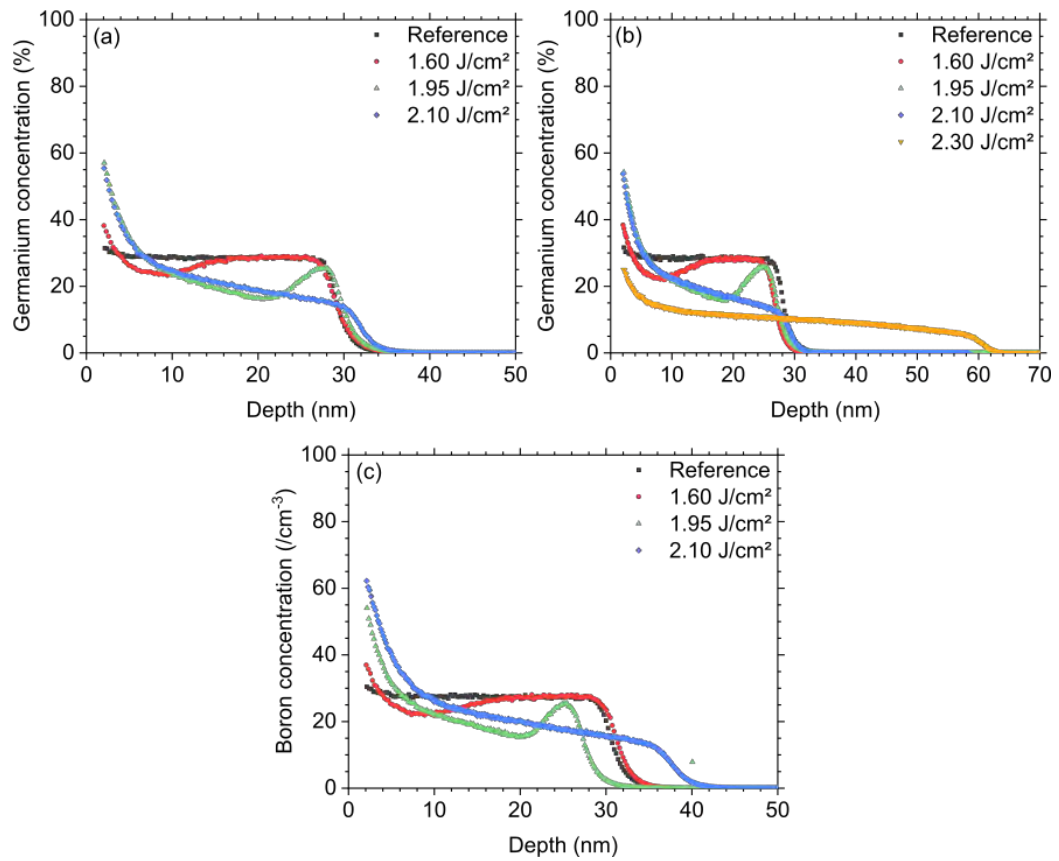 (a)
Reference
1.60 J/cm²
1.95 J/cm²
2.10 J/cm²
Germanium concentration (%)
100
80
60
40
20
0
0 10 20 30 40 50
Depth (nm)
(b)
Reference
1.60 J/cm²
1.95 J/cm²
2.10 J/cm²
2.30 J/cm²
Germanium concentration (%)
100
80
60
40
20
0
0 10 20 30 40 50 60 70
Depth (nm)
(c)
Reference
1.60 J/cm²
1.95 J/cm²
2.10 J/cm²
Boron concentration (/cm⁻³)
100
80
60
40
20
0
0 10 20 30 40 50
Depth (nm)